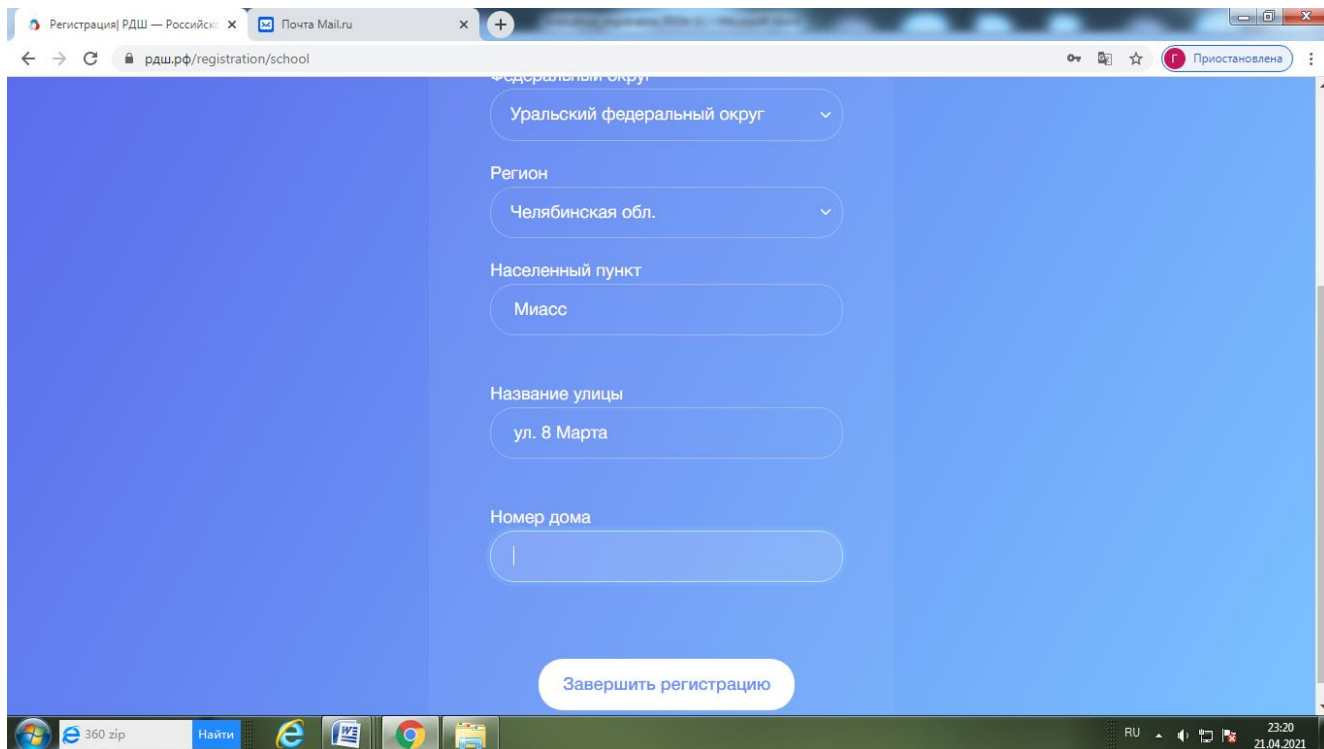 Регистрация| РДШ — Российск
Почта Mail.ru
рдш.рф/registration/school
Г
Приостановлена
Федеральный округ
Уральский федеральный округ
Регион
Челябинская обл.
Населенный пункт
Миасс
Название улицы
ул. 8 Марта
Номер дома
Завершить регистрацию
360 zip
Найти
RU
23:20
21.04.2021